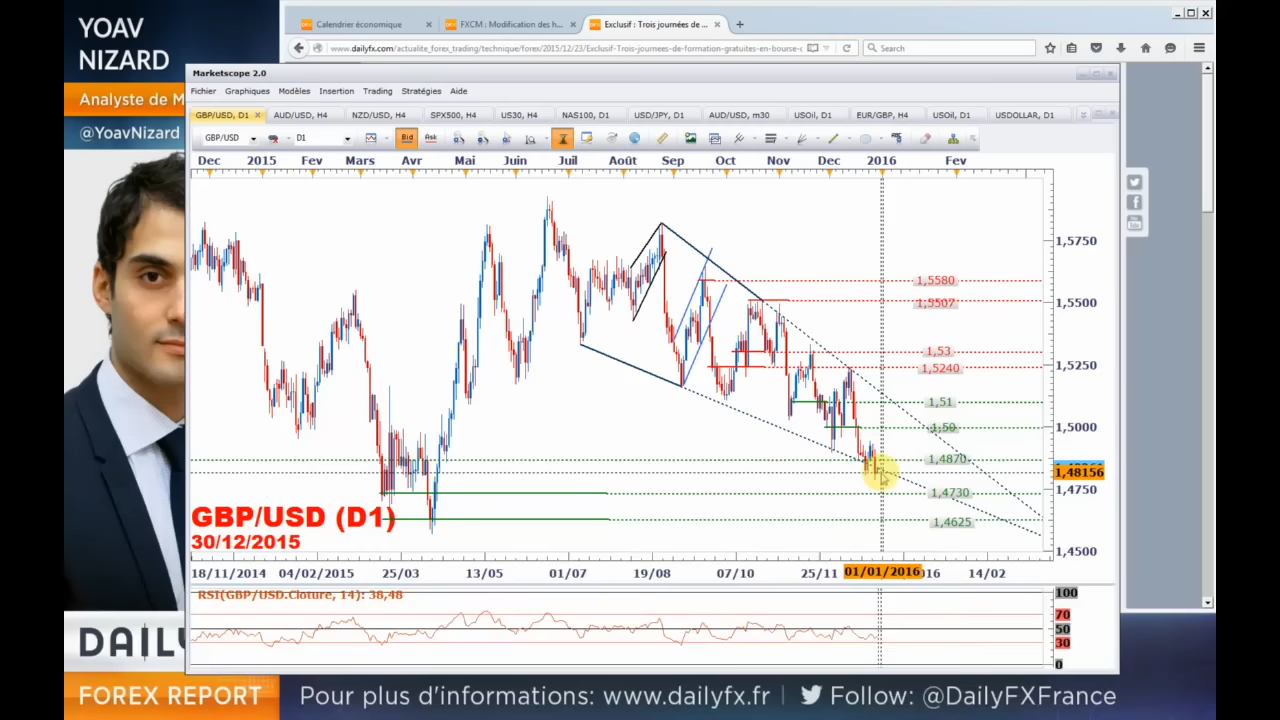 YOAV
NIZARD
Analyste de M
@YoavNizard
Calendrier économique
FXCM : Modification des h...
Exclusif : Trois journées de ...
www.dailyfx.com/actualite_forex_trading/technique/forex/2015/12/23/Exclusif-Trois-journees-de-formation-gratuites-en-bourse-c
Search
Marketscope 2.0
Fichier Graphiques Modèles Insertion Trading Stratégies Aide
GBP/USD, D1 AUD/USD, H4 NZD/USD, H4 SPX500, H4 US30, H4 NAS100, D1 USD/JPY, D1 AUD/USD, m30 USOil, D1 EUR/GBP, H4 USOil, D1 USDOLLAR, D1
GBP/USD D1 Bid Ask
Dec 2015 Fev Mars Avr Mai Juin Juil Août Sep Oct Nov Dec 2016 Fev
1,5750
1,5580
1,5507
1,5500
1,53
1,5240
1,5250
1,51
1,50
1,5000
1,4870
1,48156
1,4730
1,4750
1,4625
1,4500
GBP/USD (D1)
30/12/2015
18/11/2014 04/02/2015 25/03 13/05 01/07 19/08 07/10 25/11 01/01/2016 16 14/02
RSI(GBP/USD.Cloture, 14): 38,48
100
70
50
30
0
DAILY
FOREX REPORT
Pour plus d'informations: www.dailyfx.fr | Follow: @DailyFXFrance